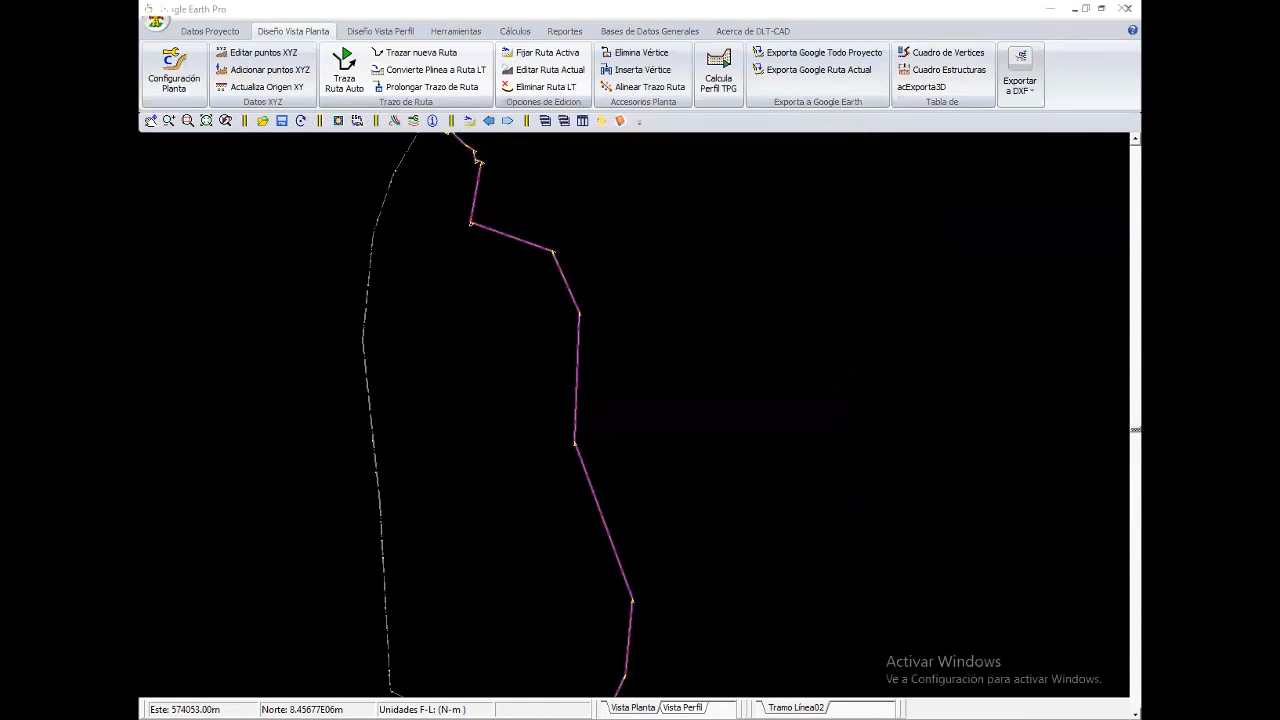 Google Earth Pro
Datos Proyecto
Diseño Vista Planta
Diseño Vista Perfil
Herramientas
Cálculos
Reportes
Bases de Datos Generales
Acerca de DLT-CAD
Configuración
Planta
Editar puntos XYZ
Adicionar puntos XYZ
Actualiza Origen XY
Datos XYZ
Traza
Ruta Auto
Trazar nueva ruta
Convierte Plinea a Ruta LT
Prolongar Trazo de Ruta
Trazo de Ruta
Fijar Ruta Activa
Editar Ruta Actual
Eliminar Ruta LT
Opciones de Edicion
Elimina Vértice
Inserta Vértice
Alinear Trazo Ruta
Accesorios Planta
Calcula
Perfil TPG
Exporta Google Todo Proyecto
Exporta Google Ruta Actual
Exporta a Google Earth
Cuadro de Vertices
Cuadro Estructuras
acExporta3D
Tabla de
Exportar
a DXF
Activar Windows
Ve a Configuración para activar Windows.
Este: 574053.00m
Norte: 8.45677E06m
Unidades F-L: (N-m )
Vista Planta
Vista Perfil
Tramo Línea02